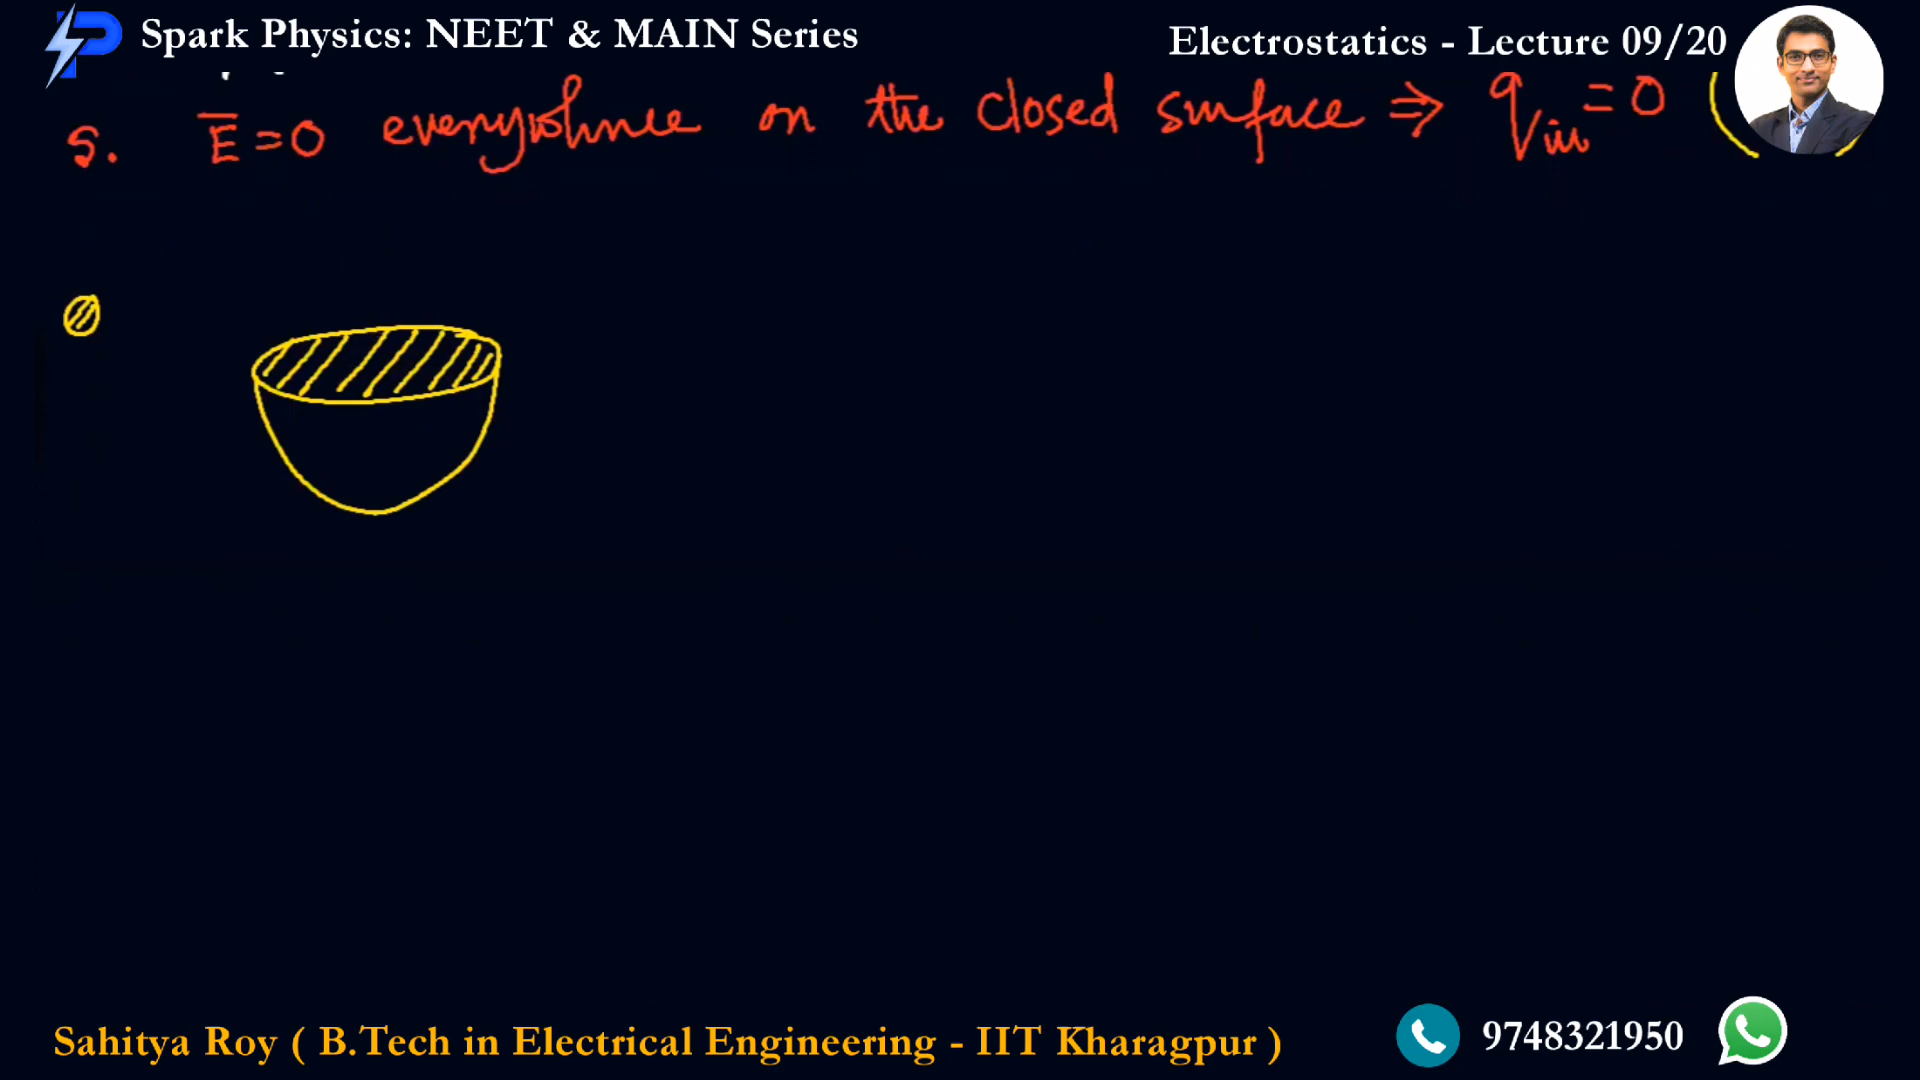 Spark Physics: NEET & MAIN Series
Electrostatics - Lecture 09/20
5. E̅ = 0 everywhere on the closed surface ⇒ q_in = 0 (
Sahitya Roy ( B.Tech in Electrical Engineering - IIT Kharagpur )
9748321950